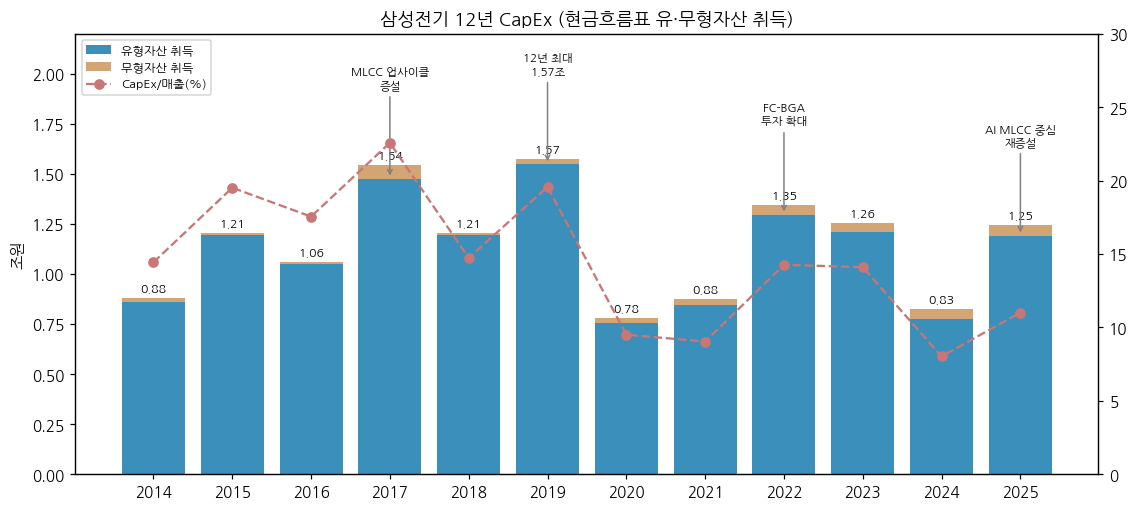 삼성전기 12년 CapEx (현금흐름표 유·무형자산 취득)
유형자산 취득
무형자산 취득
CapEx/매출(%)
MLCC 업사이클
증설
12년 최대
1.57조
FC-BGA
투자 확대
AI MLCC 중심
재증설
0.88
1.21
1.06
1.54
1.21
1.57
0.78
0.88
1.35
1.26
0.83
1.25
조원
2.00
1.75
1.50
1.25
1.00
0.75
0.50
0.25
0.00
30
25
20
15
10
5
0
2014 2015 2016 2017 2018 2019 2020 2021 2022 2023 2024 2025